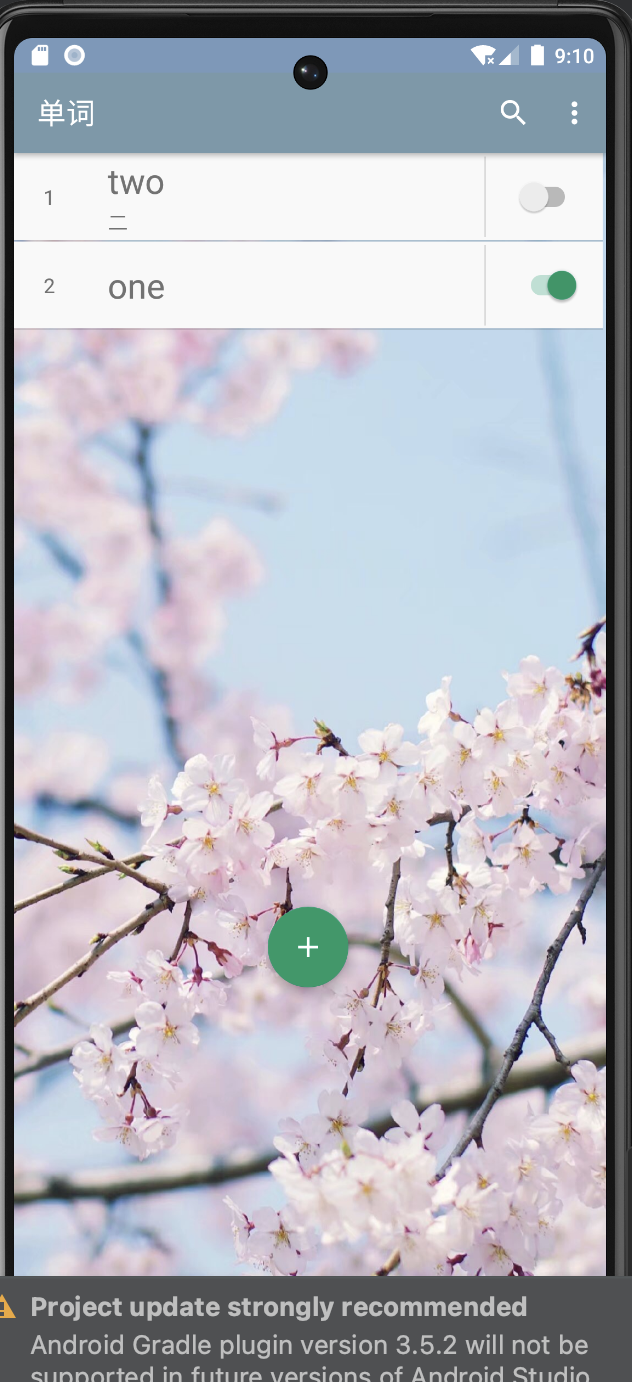 9:10
单词
1
two
二
2
one
+
Project update strongly recommended
Android Gradle plugin version 3.5.2 will not be
supported in future versions of Android Studio